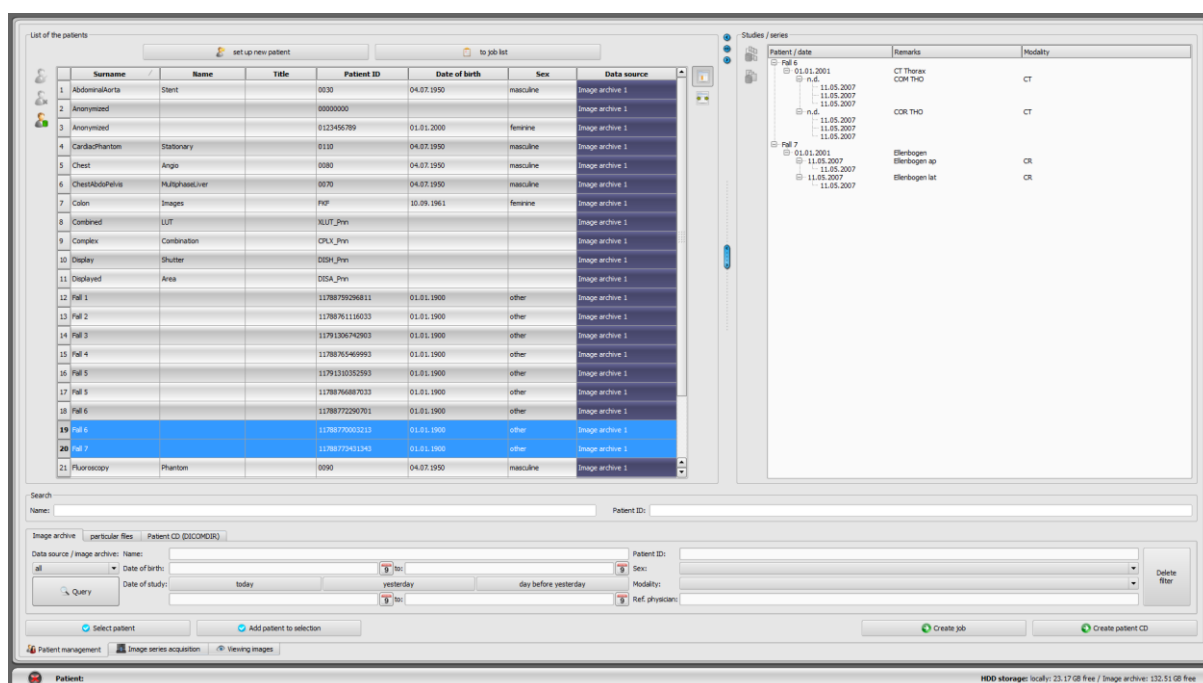 List of the patients
set up new patient
to job list
Surname Name Title Patient ID Date of birth Sex Data source
1 AbdominalAorta Stent 0030 04.07.1950 masculine Image archive 1
2 Anonymized 00000000 Image archive 1
3 Anonymized 0123456789 01.01.2000 feminine Image archive 1
4 CardiacPhantom Stationary 0110 04.07.1950 masculine Image archive 1
5 Chest Angio 0080 04.07.1950 masculine Image archive 1
6 ChestAbdoPelvis MultiphaseLiver 0070 04.07.1950 masculine Image archive 1
7 Colon Images FKF 10.09.1961 feminine Image archive 1
8 Combined LUT XLUT_Pnn Image archive 1
9 Complex Combination CPLX_Pnn Image archive 1
10 Display Shutter DISH_Pnn Image archive 1
11 Displayed Area DISA_Pnn Image archive 1
12 Fall 1 11788759296811 01.01.1900 other Image archive 1
13 Fall 2 11788761116033 01.01.1900 other Image archive 1
14 Fall 3 11791306742903 01.01.1900 other Image archive 1
15 Fall 4 11788765469993 01.01.1900 other Image archive 1
16 Fall 5 11791310352593 01.01.1900 other Image archive 1
17 Fall 5 11788766887033 01.01.1900 other Image archive 1
18 Fall 6 11788772290701 01.01.1900 other Image archive 1
19 Fall 6 11788770003213 01.01.1900 other Image archive 1
20 Fall 7 11788773431343 01.01.1900 other Image archive 1
21 Fluoroscopy Phantom 0090 04.07.1950 masculine Image archive 1
Studies / series
Patient / date Remarks Modality
Fall 6
01.01.2001 CT Thorax
n.d. COM THO CT
11.05.2007
11.05.2007
11.05.2007
n.d. COR THO CT
11.05.2007
11.05.2007
11.05.2007
Fall 7
01.01.2001 Ellenbogen
11.05.2007 Ellenbogen ap CR
11.05.2007
11.05.2007 Ellenbogen lat CR
11.05.2007
Search
Name: Patient ID:
Image archive particular files Patient CD (DICOMDIR)
Data source / image archive: Name: Patient ID:
all Date of birth: 9 to: 9 Sex:
Query Date of study: today yesterday day before yesterday Modality:
9 to: 9 Ref. physician:
Delete
filter
Select patient Add patient to selection Create job Create patient CD
Patient management Image series acquisition Viewing images
Patient: HDD storage: locally: 23.17 GB free / Image archive: 132.51 GB free